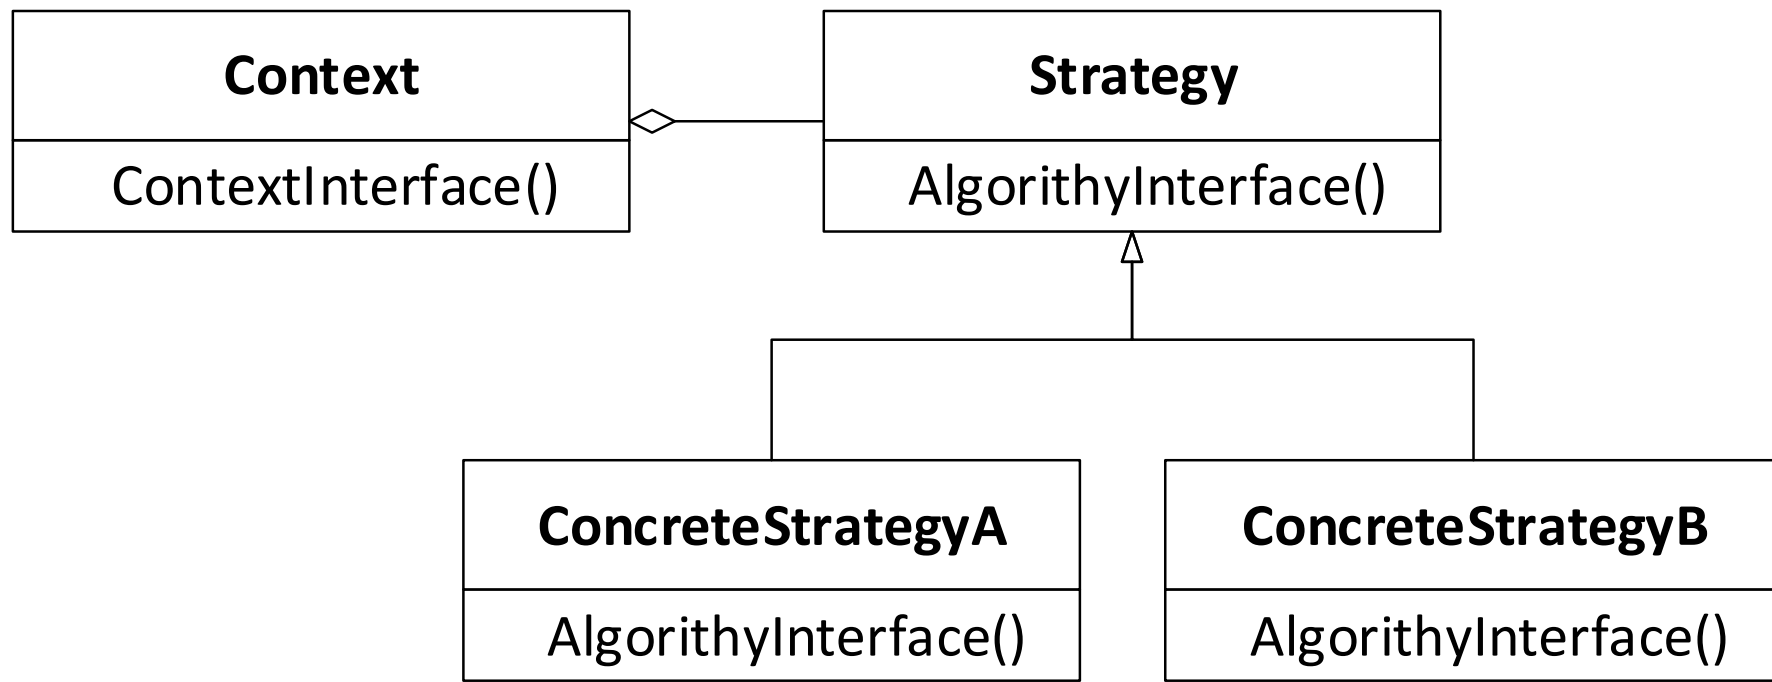 Context
ContextInterface()
Strategy
AlgorithyInterface()
ConcreteStrategyA
AlgorithyInterface()
ConcreteStrategyB
AlgorithyInterface()